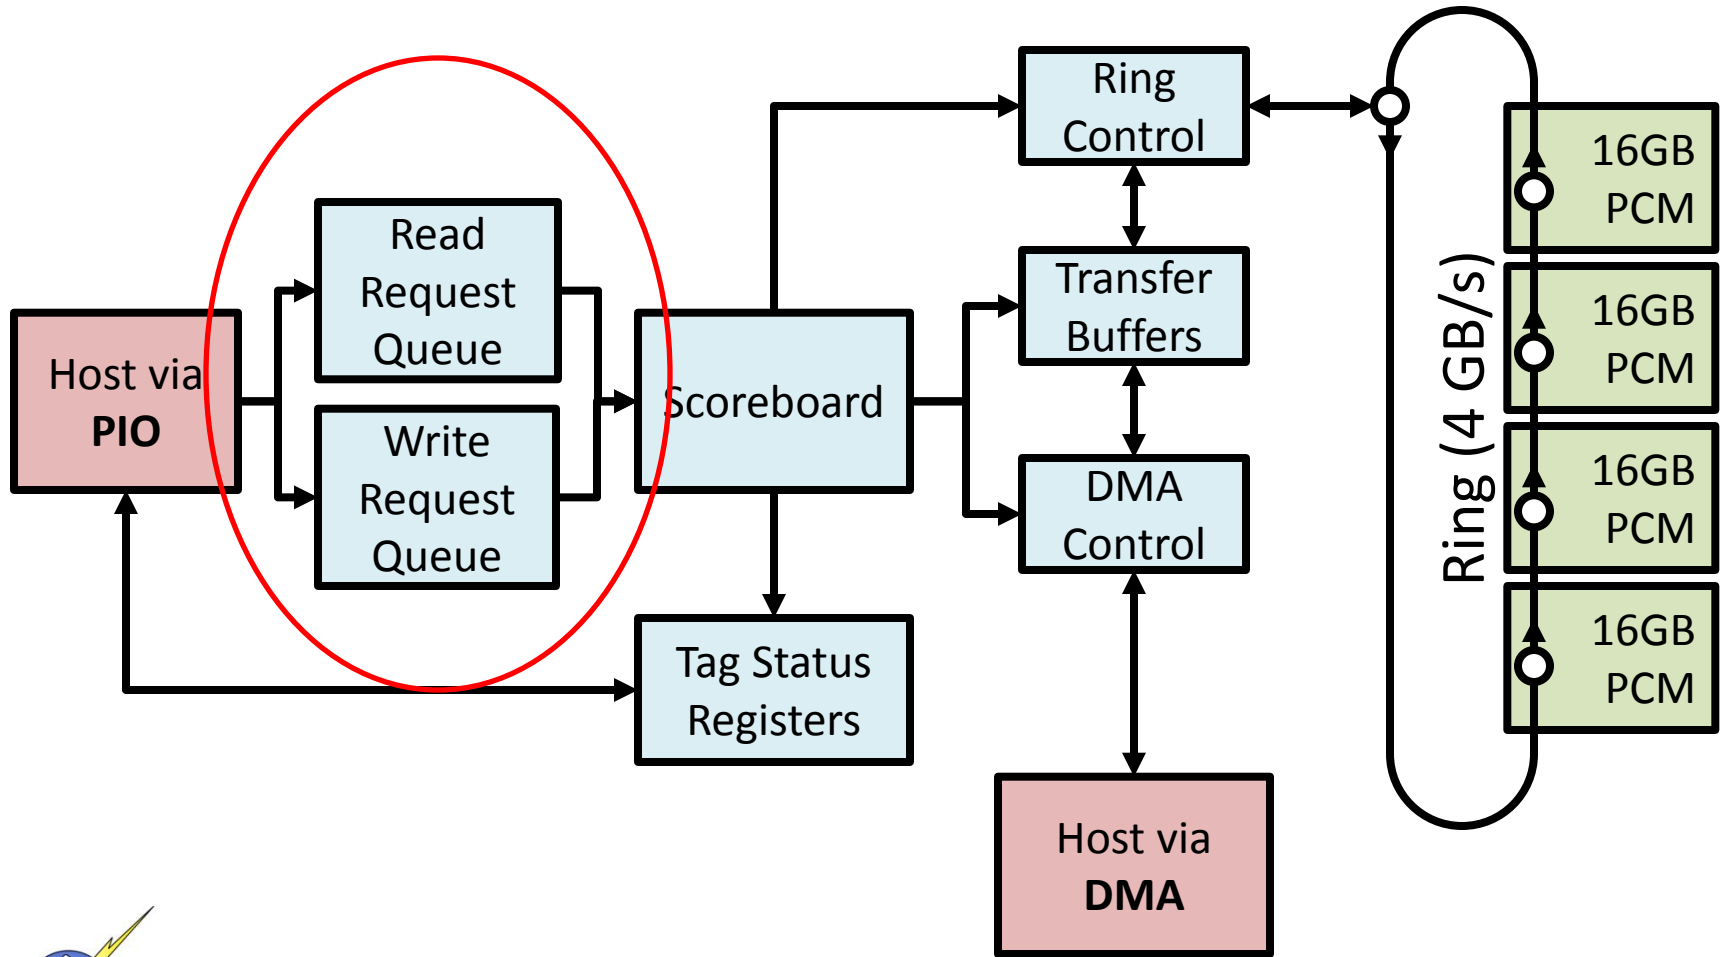 Host via
PIO
Read
Request
Queue
Write
Request
Queue
Scoreboard
Tag Status
Registers
Ring
Control
Transfer
Buffers
DMA
Control
Host via
DMA
Ring (4 GB/s)
16GB
PCM
16GB
PCM
16GB
PCM
16GB
PCM